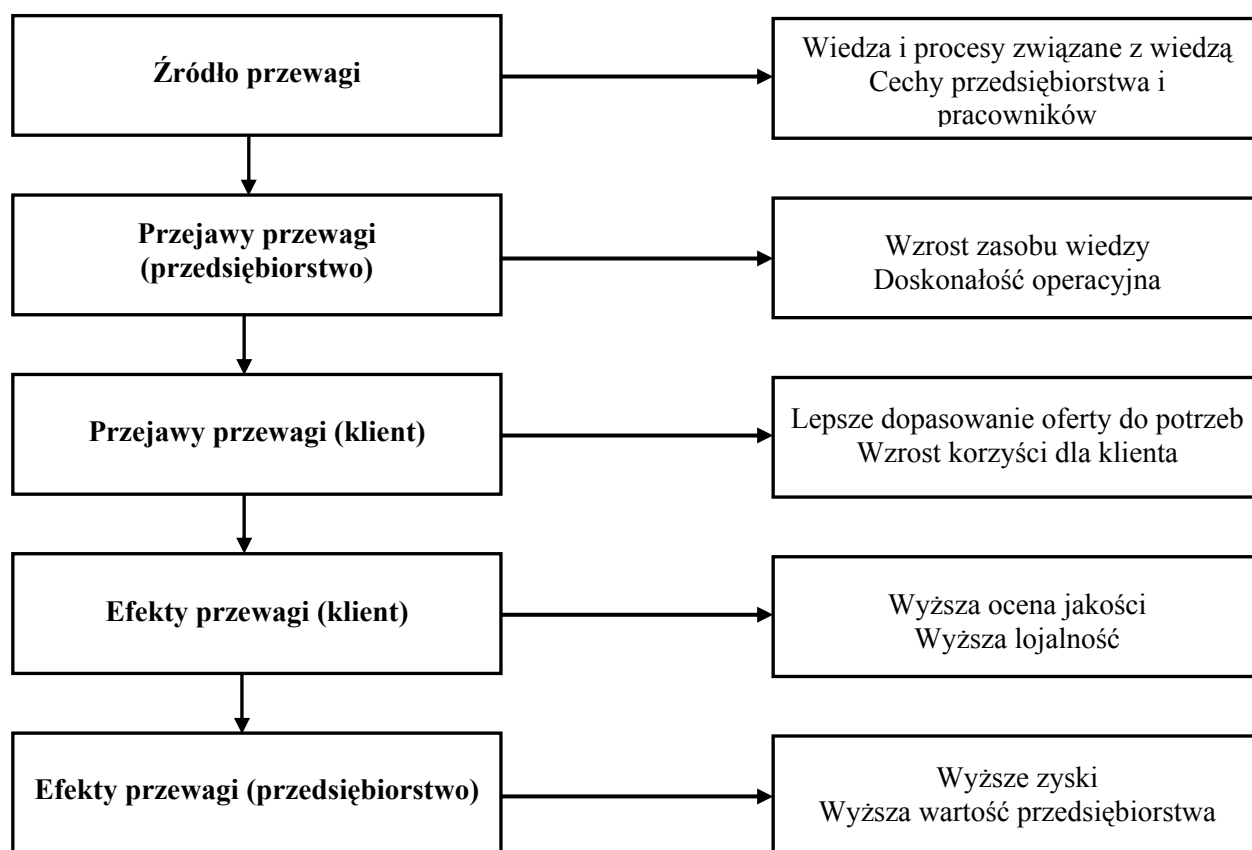 Źródło przewagi
Wiedza i procesy związane z wiedzą
Cechy przedsiębiorstwa i
pracowników
Przejawy przewagi
(przedsiębiorstwo)
Wzrost zasobu wiedzy
Doskonałość operacyjna
Przejawy przewagi (klient)
Lepsze dopasowanie oferty do potrzeb
Wzrost korzyści dla klienta
Efekty przewagi (klient)
Wyższa ocena jakości
Wyższa lojalność
Efekty przewagi (przedsiębiorstwo)
Wyższe zyski
Wyższa wartość przedsiębiorstwa